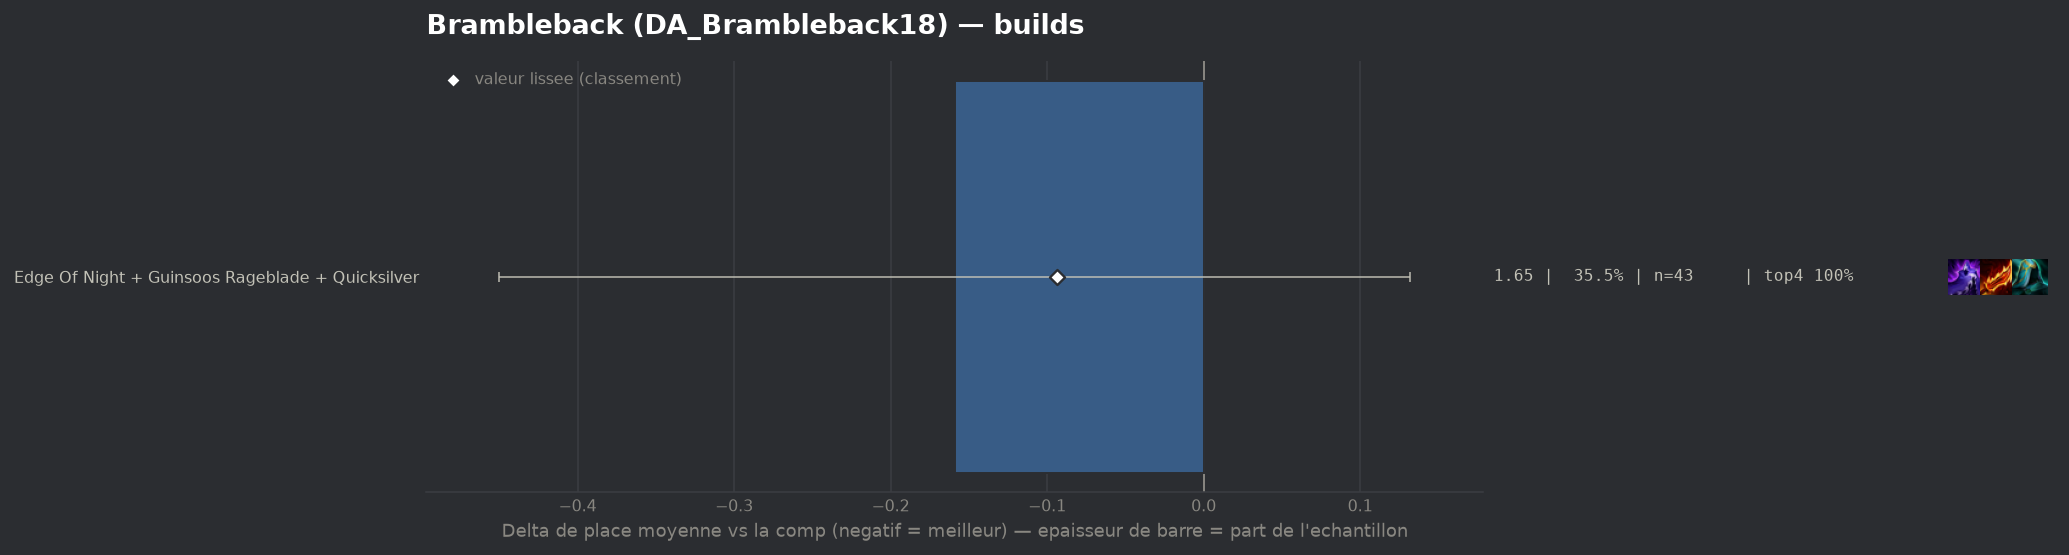 Brambleback (DA_Brambleback18) — builds
valeur lissee (classement)
Edge Of Night + Guinsoos Rageblade + Quicksilver
1.65 | 35.5% | n=43 | top4 100%
−0.4 −0.3 −0.2 −0.1 0.0 0.1
Delta de place moyenne vs la comp (negatif = meilleur) — epaisseur de barre = part de l'echantillon